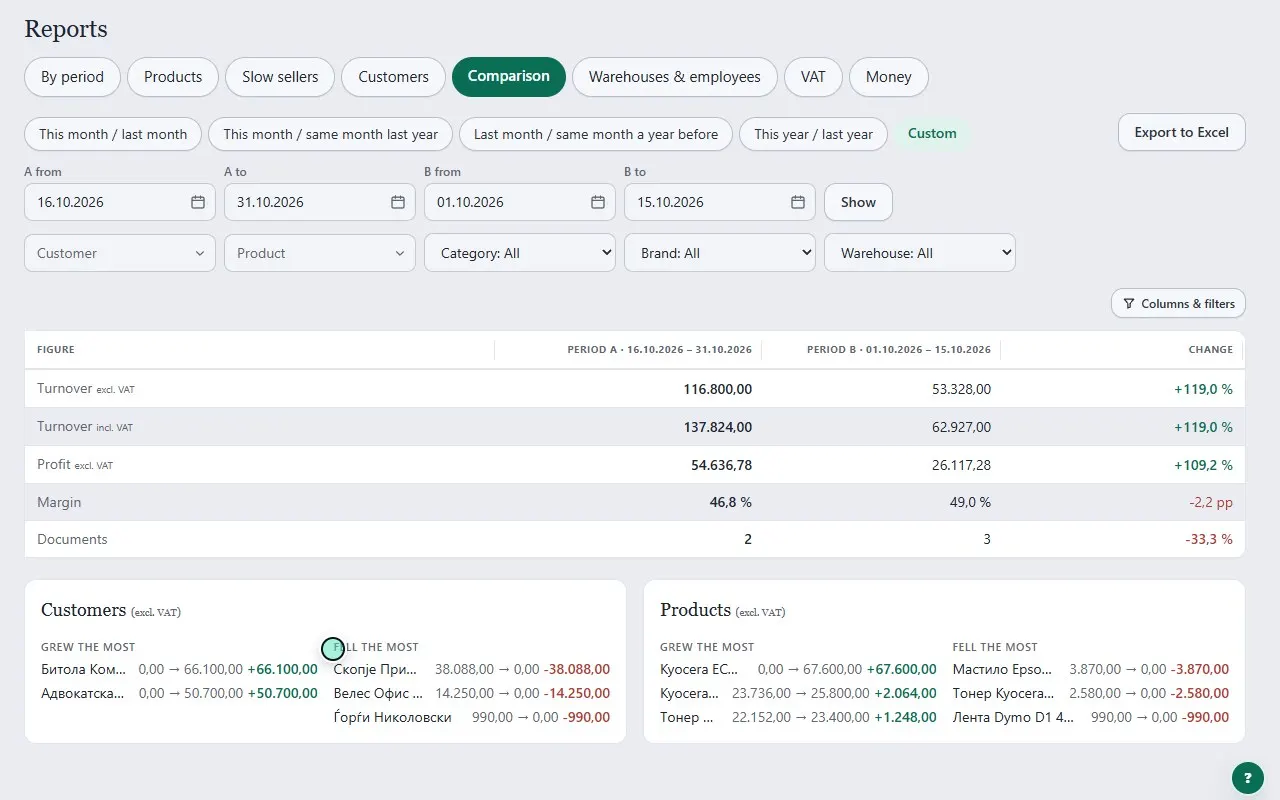 Reports
By period Products Slow sellers Customers Comparison Warehouses & employees VAT Money
This month / last month This month / same month last year Last month / same month a year before This year / last year Custom Export to Excel
A from A to B from B to
16.10.2026 31.10.2026 01.10.2026 15.10.2026 Show
Customer Product Category: All Brand: All Warehouse: All
Columns & filters
FIGURE PERIOD A · 16.10.2026 – 31.10.2026 PERIOD B · 01.10.2026 – 15.10.2026 CHANGE
Turnover excl. VAT 116.800,00 53.328,00 +119,0 %
Turnover incl. VAT 137.824,00 62.927,00 +119,0 %
Profit excl. VAT 54.636,78 26.117,28 +109,2 %
Margin 46,8 % 49,0 % -2,2 pp
Documents 2 3 -33,3 %
Customers (excl. VAT)
GREW THE MOST
Битола Ком... 0,00 → 66.100,00 +66.100,00
Адвокатска... 0,00 → 50.700,00 +50.700,00
FELL THE MOST
Скопје При... 38.088,00 → 0,00 -38.088,00
Велес Офис ... 14.250,00 → 0,00 -14.250,00
Ѓорѓи Николовски 990,00 → 0,00 -990,00
Products (excl. VAT)
GREW THE MOST
Kyocera EC... 0,00 → 67.600,00 +67.600,00
Kyocera... 23.736,00 → 25.800,00 +2.064,00
Тонер ... 22.152,00 → 23.400,00 +1.248,00
FELL THE MOST
Мастило Epso... 3.870,00 → 0,00 -3.870,00
Тонер Kyocera... 2.580,00 → 0,00 -2.580,00
Лента Dymo D1 4... 990,00 → 0,00 -990,00
?